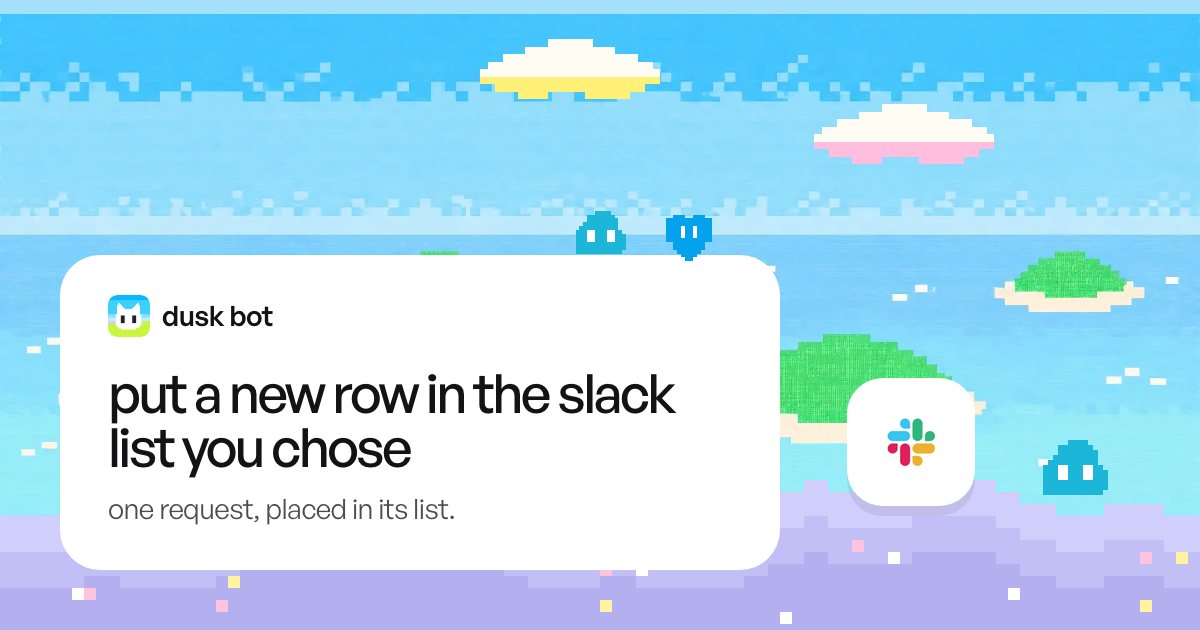 dusk bot
put a new row in the slack
list you chose
one request, placed in its list.